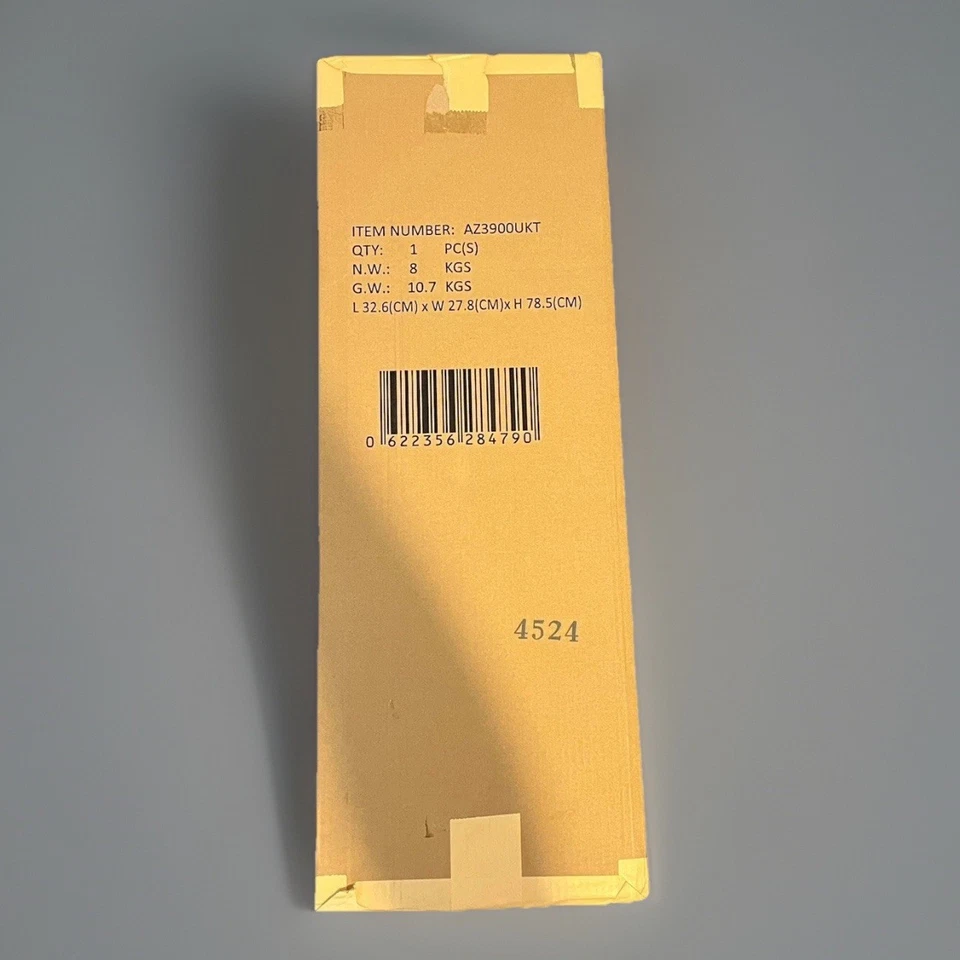 ITEM NUMBER: AZ3900UKT
QTY: 1 PC(S)
N.W.: 8 KGS
G.W.: 10.7 KGS
L 32.6(CM) x W 27.8(CM)x H 78.5(CM)
0 622356 284790
4524